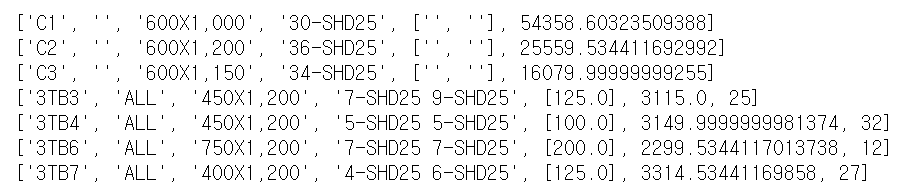 ['C1', '', '600X1,000', '30-SHD25', ['', ''], 54358.60323509388]
['C2', '', '600X1,200', '36-SHD25', ['', ''], 25559.534411692992]
['C3', '', '600X1,150', '34-SHD25', ['', ''], 16079.99999999255]
['3TB3', 'ALL', '450X1,200', '7-SHD25 9-SHD25', [125.0], 3115.0, 25]
['3TB4', 'ALL', '450X1,200', '5-SHD25 5-SHD25', [100.0], 3149.9999999981374, 32]
['3TB6', 'ALL', '750X1,200', '7-SHD25 7-SHD25', [200.0], 2299.5344117013738, 12]
['3TB7', 'ALL', '400X1,200', '4-SHD25 6-SHD25', [125.0], 3314.53441169858, 27]